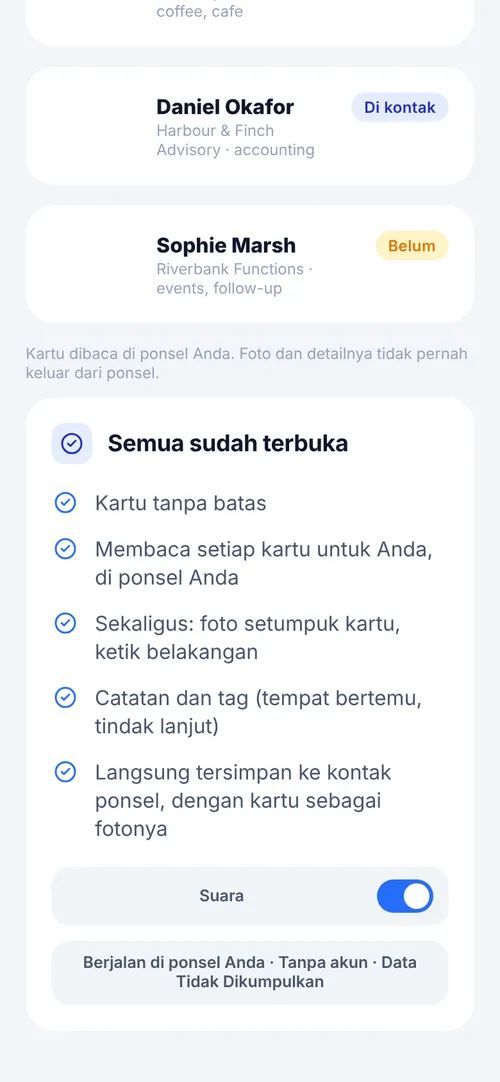 coffee, cafe
Daniel Okafor
Di kontak
Harbour & Finch
Advisory · accounting
Sophie Marsh
Belum
Riverbank Functions ·
events, follow-up
Kartu dibaca di ponsel Anda. Foto dan detailnya tidak pernah
keluar dari ponsel.
Semua sudah terbuka
Kartu tanpa batas
Membaca setiap kartu untuk Anda,
di ponsel Anda
Sekaligus: foto setumpuk kartu,
ketik belakangan
Catatan dan tag (tempat bertemu,
tindak lanjut)
Langsung tersimpan ke kontak
ponsel, dengan kartu sebagai
fotonya
Suara
Berjalan di ponsel Anda · Tanpa akun · Data
Tidak Dikumpulkan